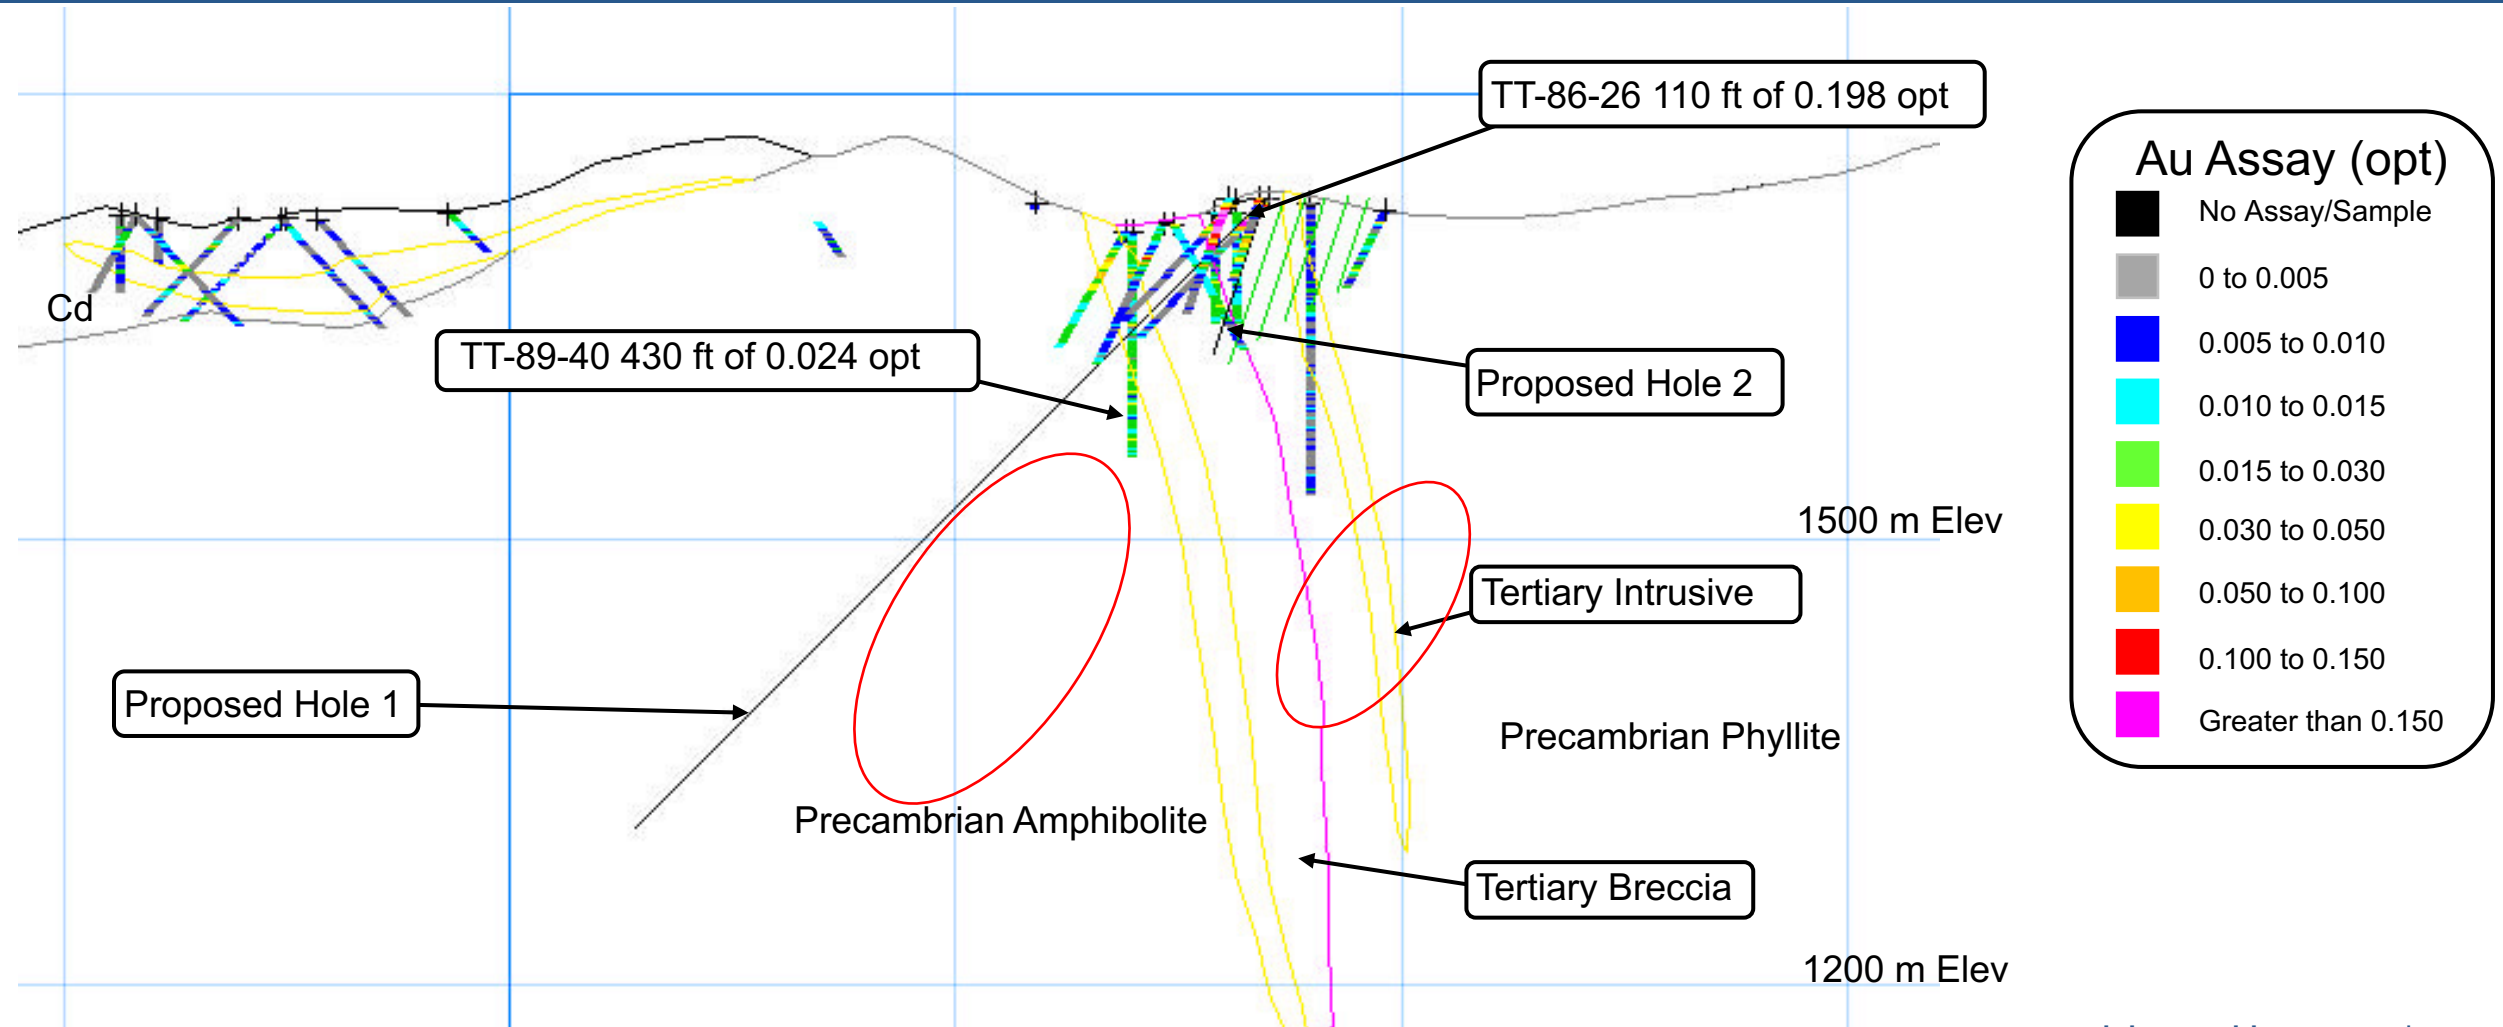 TT-86-26 110 ft of 0.198 opt
Au Assay (opt)
No Assay/Sample
0 to 0.005
0.005 to 0.010
0.010 to 0.015
0.015 to 0.030
0.030 to 0.050
0.050 to 0.100
0.100 to 0.150
Greater than 0.150
Cd
TT-89-40 430 ft of 0.024 opt
Proposed Hole 2
1500 m Elev
Tertiary Intrusive
Proposed Hole 1
Precambrian Phyllite
Precambrian Amphibolite
Tertiary Breccia
1200 m Elev